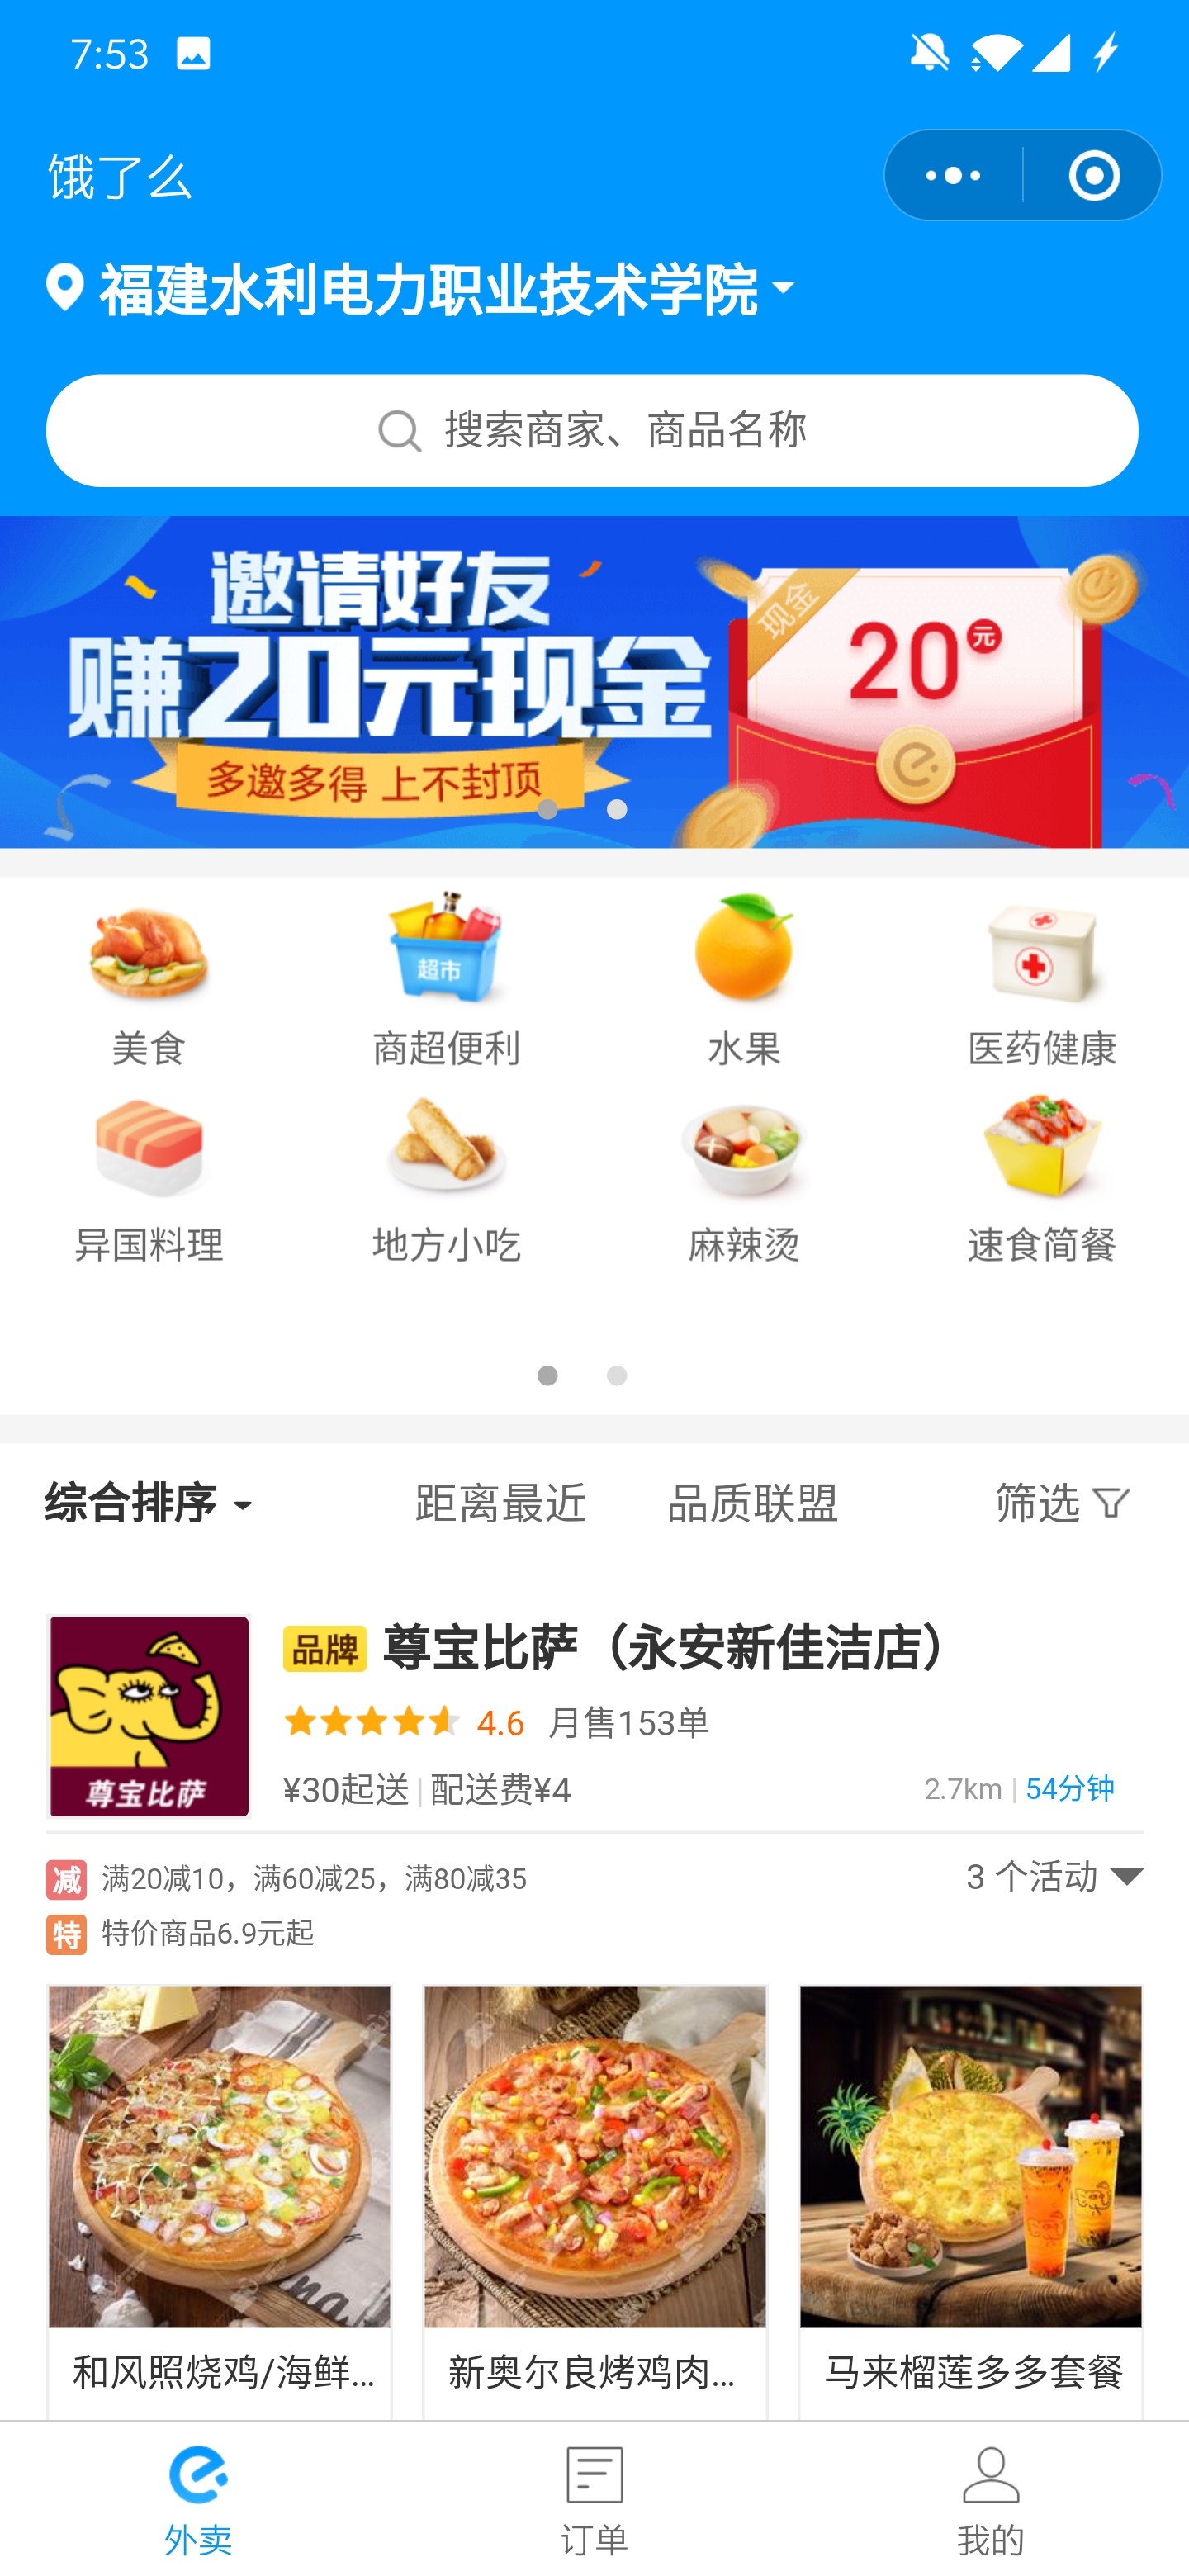 7:53
饿了么
福建水利电力职业技术学院
搜索商家、商品名称
邀请好友
赚20元现金
多邀多得 上不封顶
现金
20元
超市
美食
商超便利
水果
医药健康
异国料理
地方小吃
麻辣烫
速食简餐
综合排序
距离最近
品质联盟
筛选
尊宝比萨
品牌 尊宝比萨（永安新佳洁店）
4.6 月售153单
¥30起送|配送费¥4
2.7km|54分钟
减 满20减10，满60减25，满80减35
3 个活动
特 特价商品6.9元起
和风照烧鸡/海鲜...
新奥尔良烤鸡肉...
马来榴莲多多套餐
外卖
订单
我的